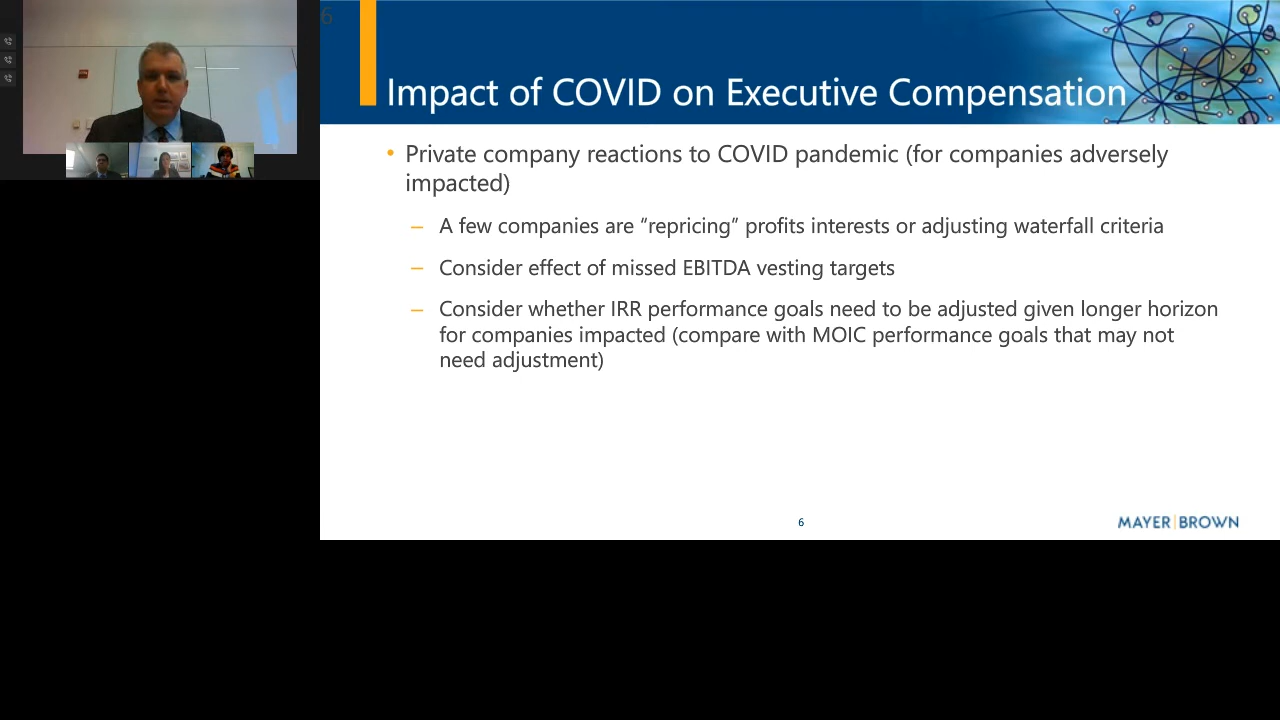 6
Impact of COVID on Executive Compensation
• Private company reactions to COVID pandemic (for companies adversely
impacted)
– A few companies are “repricing” profits interests or adjusting waterfall criteria
– Consider effect of missed EBITDA vesting targets
– Consider whether IRR performance goals need to be adjusted given longer horizon
for companies impacted (compare with MOIC performance goals that may not
need adjustment)
6
MAYER|BROWN